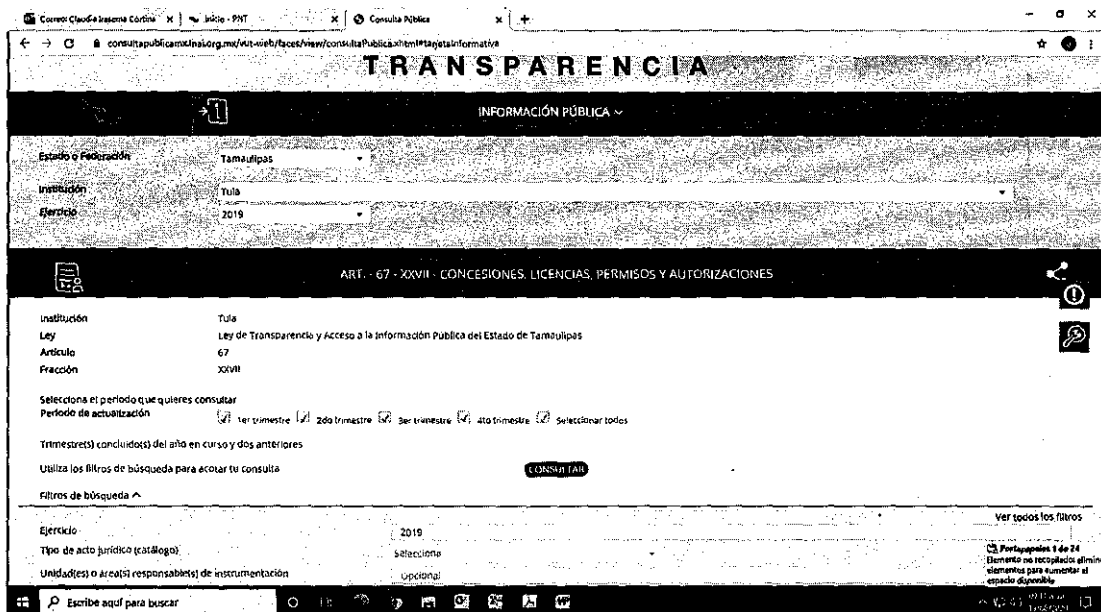 Correo: Claudia Irasema Cortina × Inicio - PNT × Consulta Pública × +
consultapublicamx.inai.org.mx/vut-web/faces/view/consultaPublica.xhtml#tarjetaInformativa
TRANSPARENCIA
INFORMACIÓN PÚBLICA
Estado o Federación Tamaulipas
Institución Tula
Ejercicio 2019
ART. - 67 - XXVII - CONCESIONES, LICENCIAS, PERMISOS Y AUTORIZACIONES
Institución Tula
Ley Ley de Transparencia y Acceso a la Información Pública del Estado de Tamaulipas
Artículo 67
Fracción XXVII
Selecciona el periodo que quieres consultar
Periodo de actualización 1er trimestre 2do trimestre 3er trimestre 4to trimestre Seleccionar todos
Trimestre(s) concluido(s) del año en curso y dos anteriores
Utiliza los filtros de búsqueda para acotar tu consulta CONSULTAR
Filtros de búsqueda
Ver todos los filtros
Ejercicio 2019
Tipo de acto jurídico (catálogo) Selecciona
Unidad(es) o área(s) responsable(s) de instrumentación Opcional
Portapapeles 1 de 24
Elemento no recopilado: elimine
elementos para aumentar el
espacio disponible
Escribe aquí para buscar